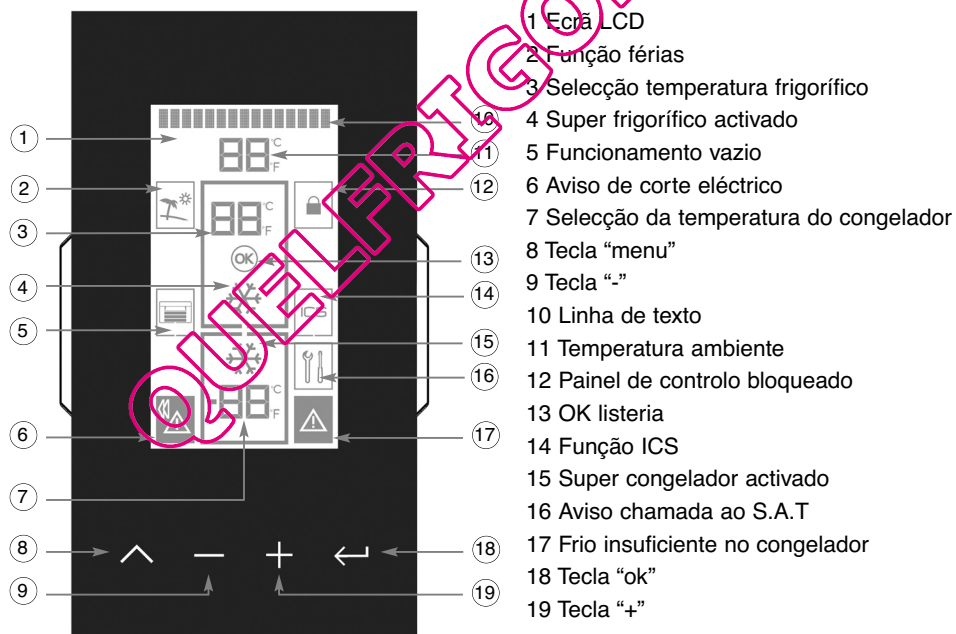 1 Ecrã LCD
2 Função férias
3 Selecção temperatura frigorífico
4 Super frigorífico activado
5 Funcionamento vazio
6 Aviso de corte eléctrico
7 Selecção da temperatura do congelador
8 Tecla “menu”
9 Tecla “-”
10 Linha de texto
11 Temperatura ambiente
12 Painel de controlo bloqueado
13 OK listeria
14 Função ICS
15 Super congelador activado
16 Aviso chamada ao S.A.T
17 Frio insuficiente no congelador
18 Tecla “ok”
19 Tecla “+”
1
2
3
4
5
6
7
8
9
10
11
12
13
14
15
16
17
18
19
88 °C °F
88 °C °F
OK
ICS
-88 °C °F
QUELFRIGO